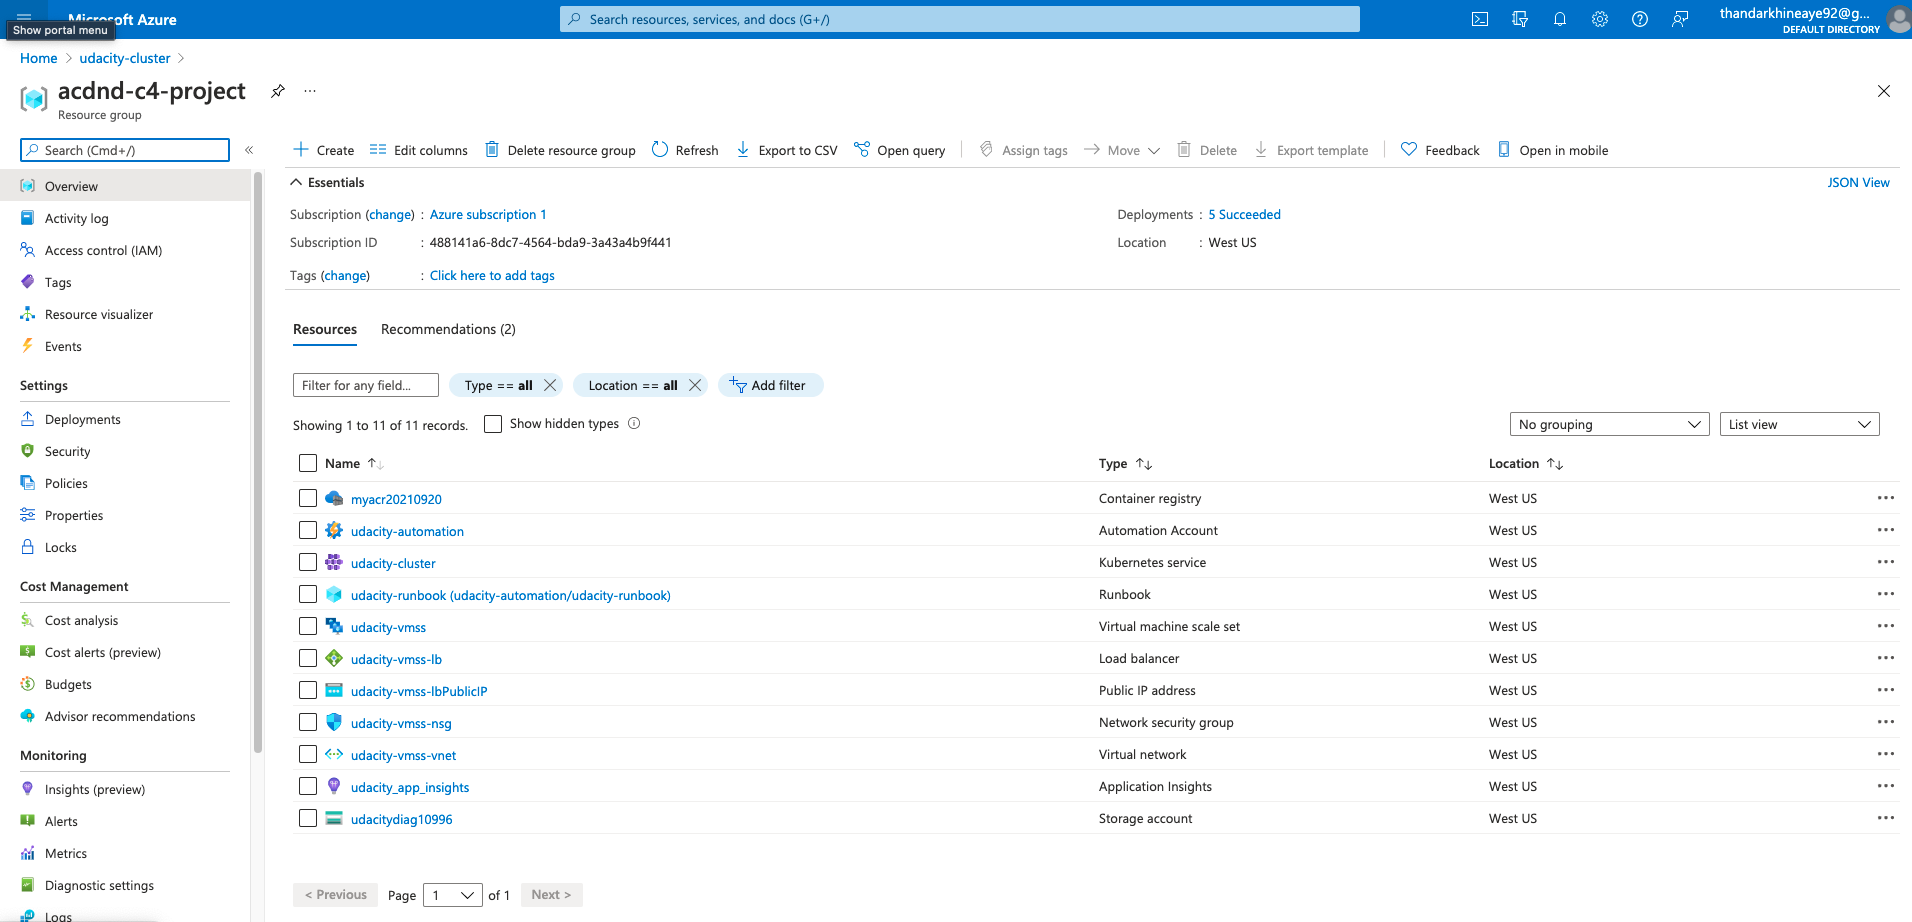 Microsoft Azure
Show portal menu
Search resources, services, and docs (G+/)
thandarkhineaye92@g...
DEFAULT DIRECTORY
Home > udacity-cluster >
acdnd-c4-project
...
Resource group
Search (Cmd+/)
«
Overview
Activity log
Access control (IAM)
Tags
Resource visualizer
Events
Settings
Deployments
Security
Policies
Properties
Locks
Cost Management
Cost analysis
Cost alerts (preview)
Budgets
Advisor recommendations
Monitoring
Insights (preview)
Alerts
Metrics
Diagnostic settings
Logs
Create Edit columns Delete resource group Refresh Export to CSV Open query Assign tags Move Delete Export template Feedback Open in mobile
Essentials
JSON View
Subscription (change) : Azure subscription 1
Deployments : 5 Succeeded
Subscription ID : 488141a6-8dc7-4564-bda9-3a43a4b9f441
Location : West US
Tags (change) : Click here to add tags
Resources Recommendations (2)
Filter for any field... Type == all Location == all Add filter
Showing 1 to 11 of 11 records. Show hidden types
No grouping List view
Name Type Location
myacr20210920 Container registry West US
udacity-automation Automation Account West US
udacity-cluster Kubernetes service West US
udacity-runbook (udacity-automation/udacity-runbook) Runbook West US
udacity-vmss Virtual machine scale set West US
udacity-vmss-lb Load balancer West US
udacity-vmss-lbPublicIP Public IP address West US
udacity-vmss-nsg Network security group West US
udacity-vmss-vnet Virtual network West US
udacity_app_insights Application Insights West US
udacitydiag10996 Storage account West US
< Previous Page 1 of 1 Next >